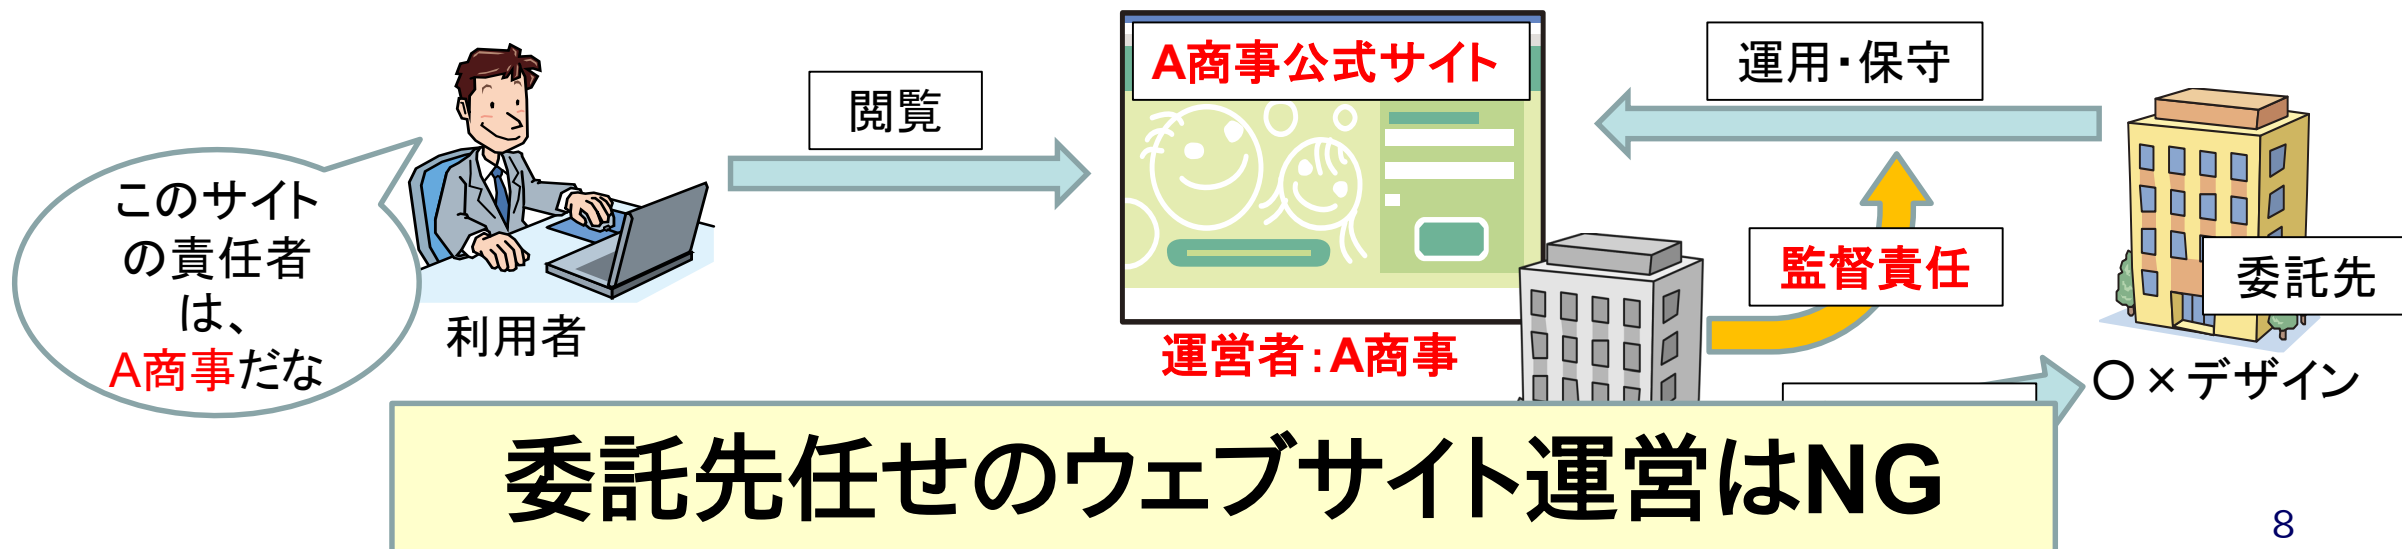 このサイト
の責任者
は、
A商事だな
利用者
閲覧
A商事公式サイト
運営者：A商事
運用・保守
監督責任
委託先
〇×デザイン
委託先任せのウェブサイト運営はNG
8